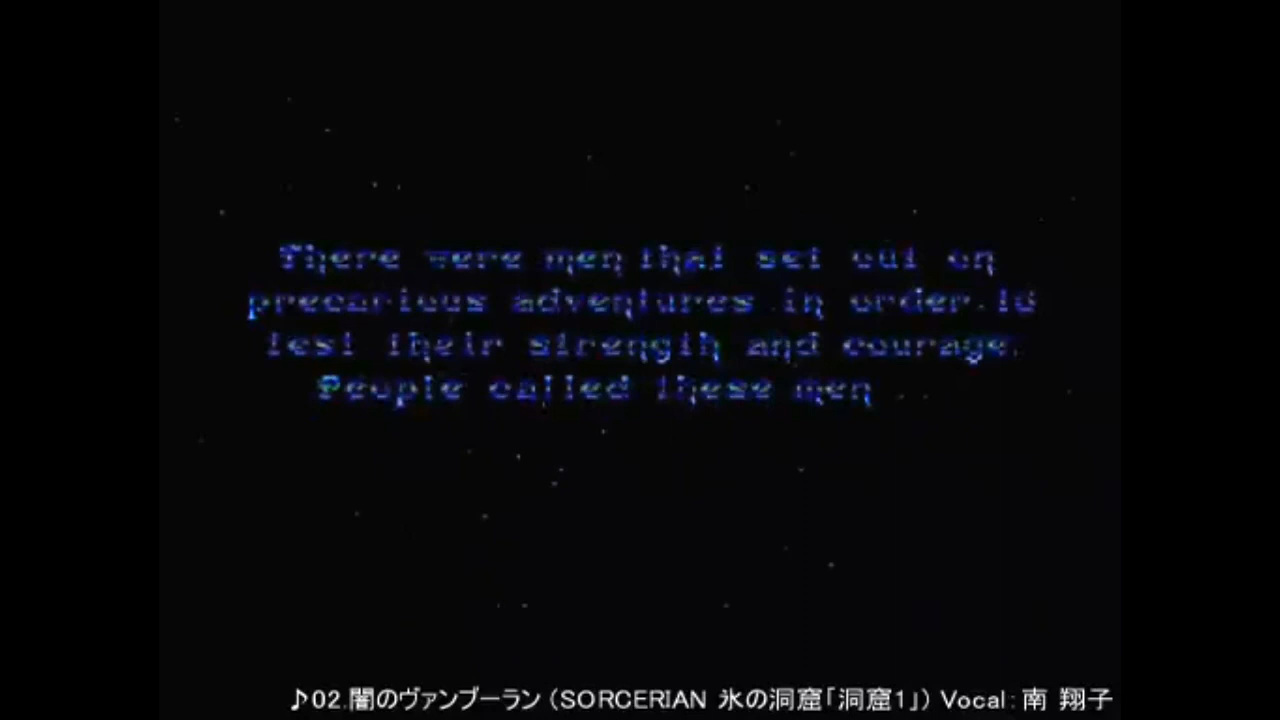 There were men that set out on
precarious adventures in order to
test their strength and courage.
People called these men ...
♪02.闇のヴァンブーラン (SORCERIAN 氷の洞窟「洞窟1」) Vocal: 南 翔子